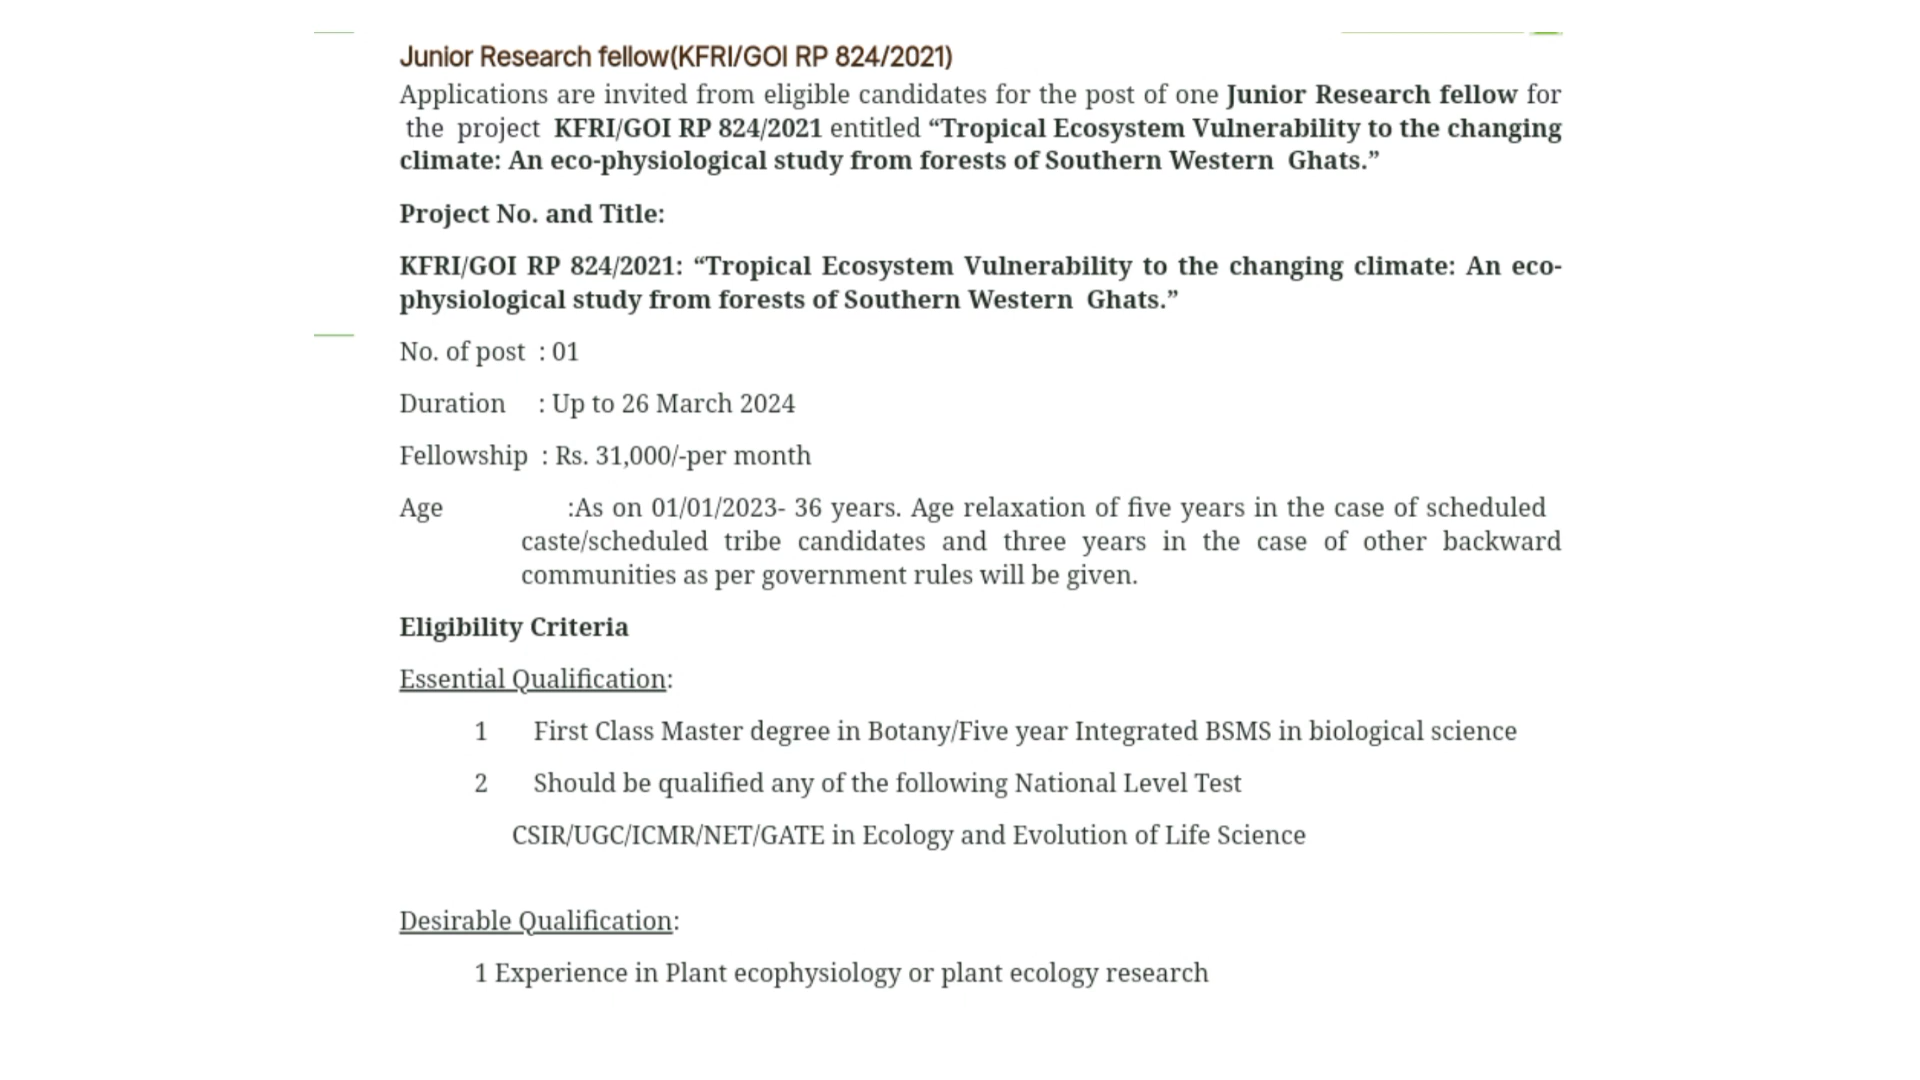 Junior Research fellow(KFRI/GOI RP 824/2021)
Applications are invited from eligible candidates for the post of one Junior Research fellow for
the project KFRI/GOI RP 824/2021 entitled “Tropical Ecosystem Vulnerability to the changing
climate: An eco-physiological study from forests of Southern Western Ghats.”
Project No. and Title:
KFRI/GOI RP 824/2021: “Tropical Ecosystem Vulnerability to the changing climate: An eco-
physiological study from forests of Southern Western Ghats.”
No. of post : 01
Duration : Up to 26 March 2024
Fellowship : Rs. 31,000/-per month
Age :As on 01/01/2023- 36 years. Age relaxation of five years in the case of scheduled
caste/scheduled tribe candidates and three years in the case of other backward
communities as per government rules will be given.
Eligibility Criteria
Essential Qualification:
1 First Class Master degree in Botany/Five year Integrated BSMS in biological science
2 Should be qualified any of the following National Level Test
CSIR/UGC/ICMR/NET/GATE in Ecology and Evolution of Life Science
Desirable Qualification:
1 Experience in Plant ecophysiology or plant ecology research